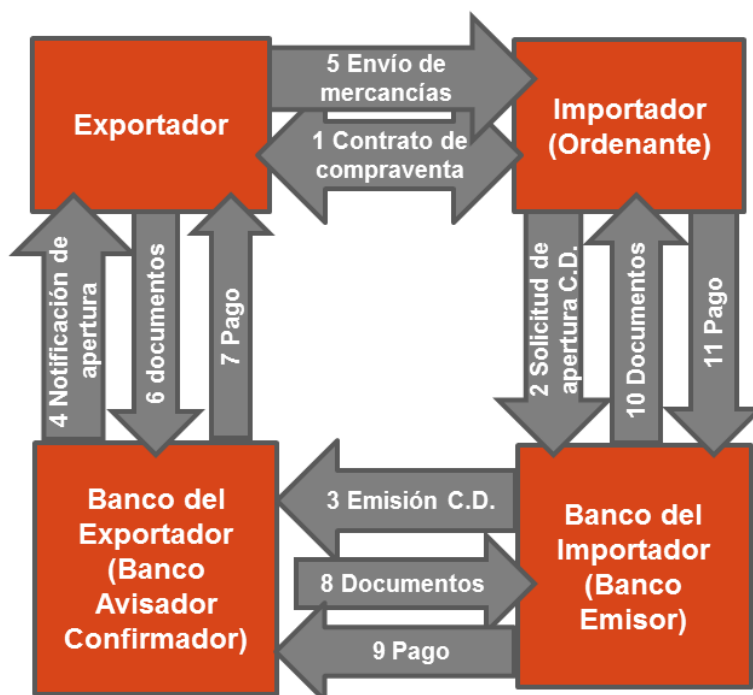 Exportador
5 Envío de
mercancías
1 Contrato de
compraventa
Importador
(Ordenante)
4 Notificación de
apertura
6 documentos
7 Pago
2 Solicitud de
apertura C.D.
10 Documentos
11 Pago
Banco del
Exportador
(Banco
Avisador
Confirmador)
3 Emisión C.D.
8 Documentos
9 Pago
Banco del
Importador
(Banco
Emisor)